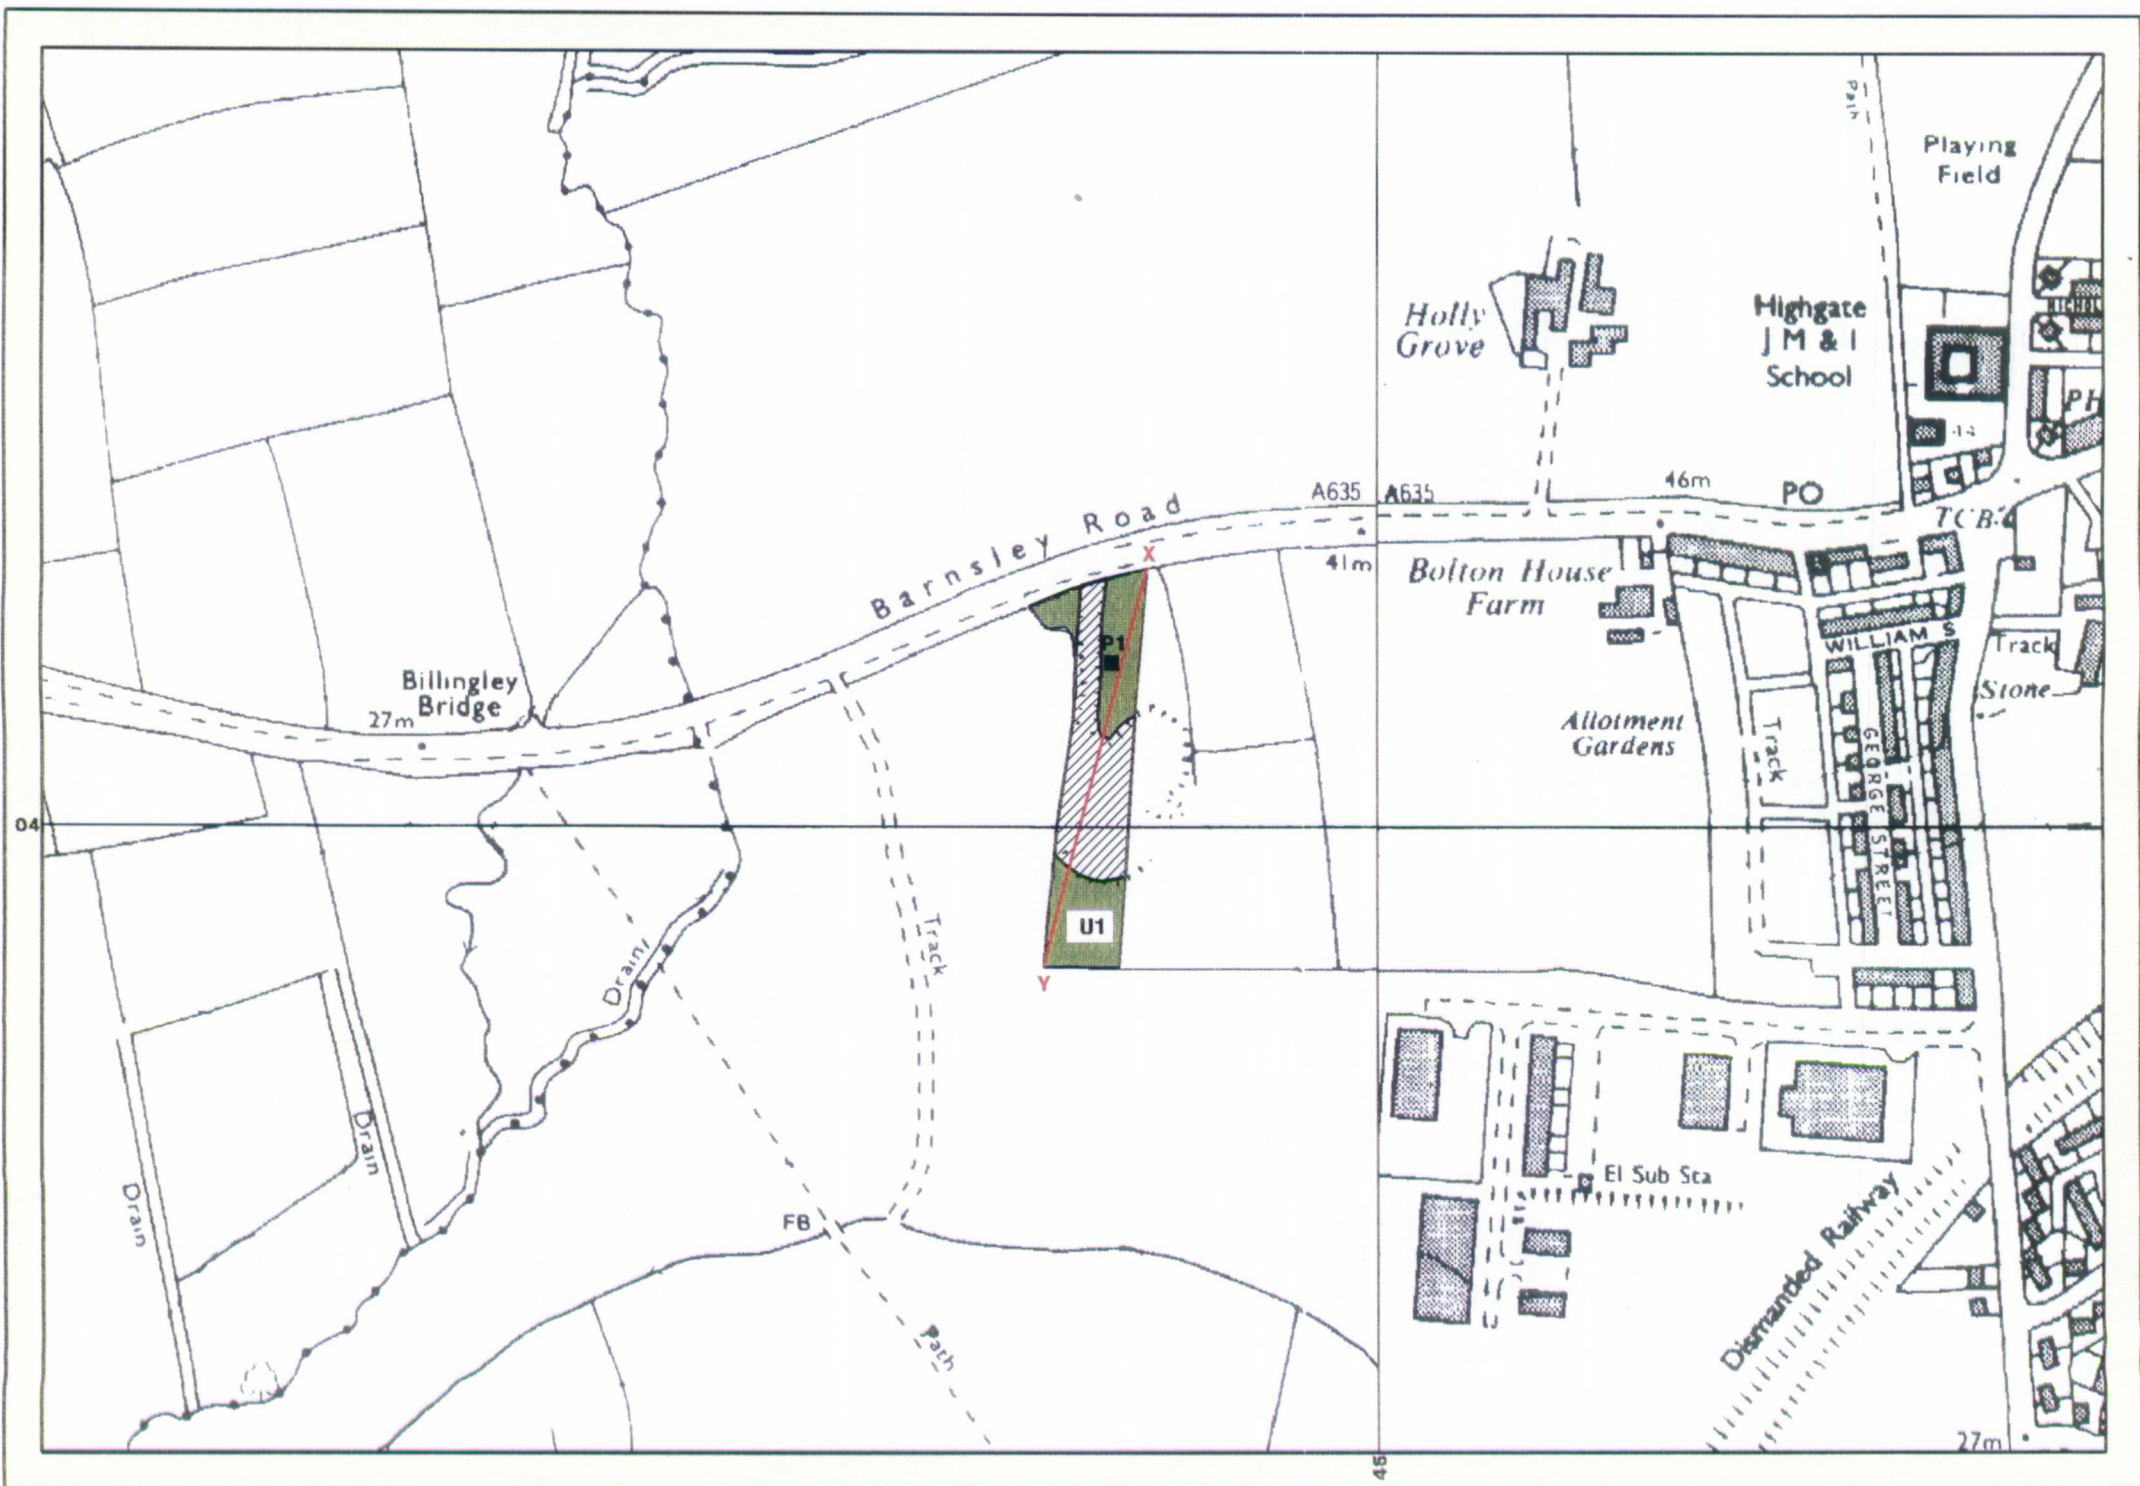 Path
Playing
Field
Holly
Grove
Highgate
J M & I
School
NICHOL
PH
A635
A635
46m
PO
TCB
Barnsley Road
X
41m
Bolton House
Farm
P1
WILLIAM S
Track
Stone
Billingley
Bridge
27m
Allotment
Gardens
Track
GEORGE STREET
04
U1
Track
Drain
Y
Drain
Drain
El Sub Sta
FB
Dismantled Railway
Path
27m
45